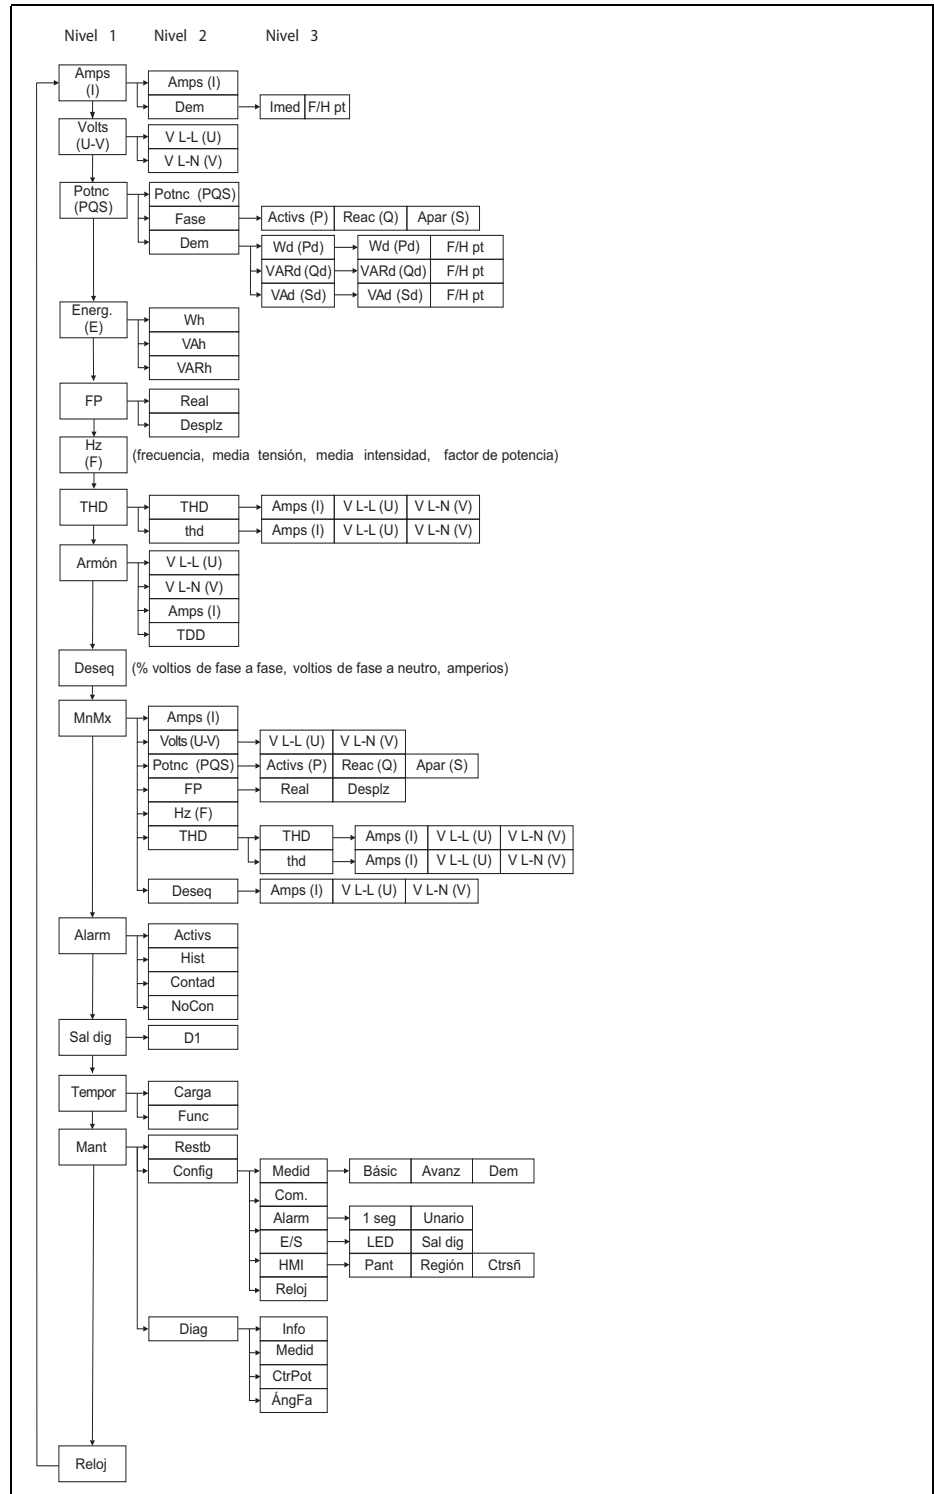 Nivel 1 Nivel 2 Nivel 3
Amps
(I)
Amps (I)
Dem Imed F/H pt
Volts
(U-V)
V L-L (U)
V L-N (V)
Potnc
(PQS)
Potnc (PQS)
Fase Activs (P) Reac (Q) Apar (S)
Dem Wd (Pd) Wd (Pd) F/H pt
VARd (Qd) VARd (Qd) F/H pt
VAd (Sd) VAd (Sd) F/H pt
Energ.
(E)
Wh
VAh
VARh
FP Real
Desplz
Hz
(F)
(frecuencia, media tensión, media intensidad, factor de potencia)
THD THD Amps (I) V L-L (U) V L-N (V)
thd Amps (I) V L-L (U) V L-N (V)
Armón V L-L (U)
V L-N (V)
Amps (I)
TDD
Deseq (% voltios de fase a fase, voltios de fase a neutro, amperios)
MnMx Amps (I)
Volts (U-V) V L-L (U) V L-N (V)
Potnc (PQS) Activs (P) Reac (Q) Apar (S)
FP Real Desplz
Hz (F)
THD THD Amps (I) V L-L (U) V L-N (V)
thd Amps (I) V L-L (U) V L-N (V)
Deseq Amps (I) V L-L (U) V L-N (V)
Alarm Activs
Hist
Contad
NoCon
Sal dig D1
Tempor Carga
Func
Mant Restb
Config Medid Básic Avanz Dem
Com.
Alarm 1 seg Unario
E/S LED Sal dig
HMI Pant Región Ctrsñ
Reloj
Diag Info
Medid
CtrPot
ÁngFa
Reloj